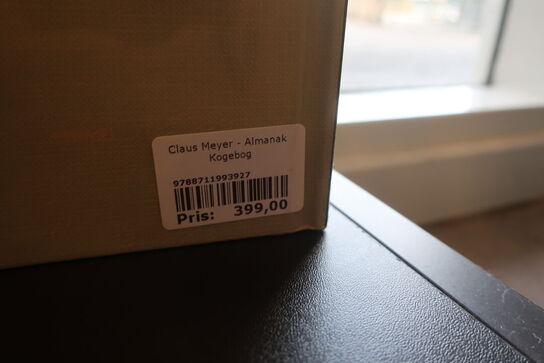 Claus Meyer - Almanak
Kogebog
9788711993927
Pris: 399,00